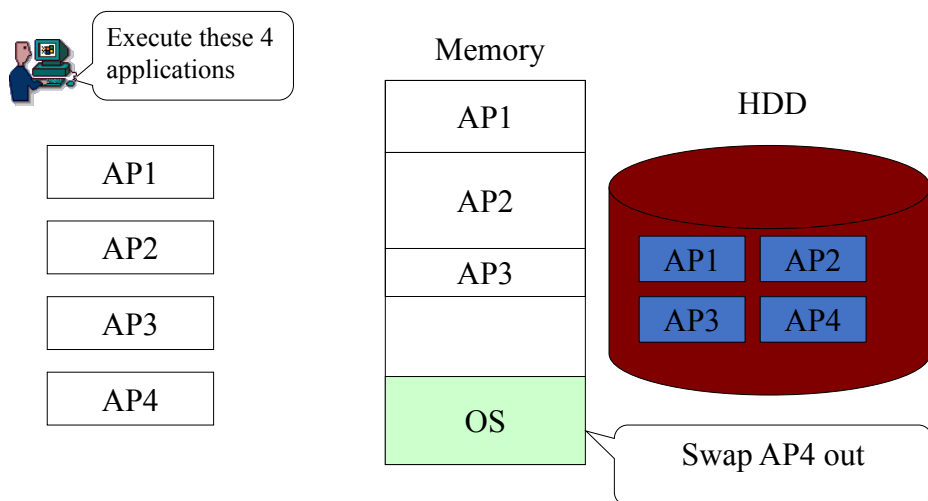 Execute these 4
applications
AP1
AP2
AP3
AP4
Memory
AP1
AP2
AP3
OS
HDD
AP1 AP2
AP3 AP4
Swap AP4 out